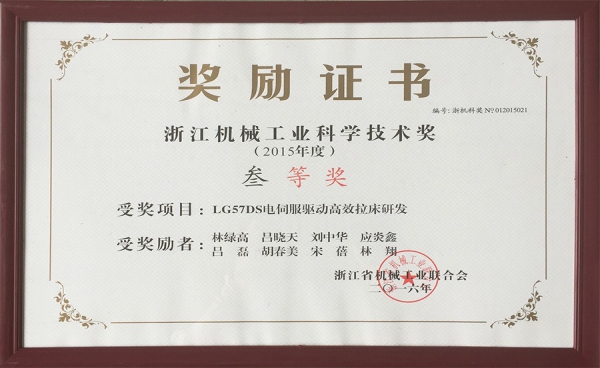 奖励证书
编号:浙机科奖 №012015021
浙江机械工业科学技术奖
(2015年度)
叁 等 奖
受奖项目: LG57DS电伺服驱动高效拉床研发
受奖励者: 林绿高 吕晓天 刘中华 应炎鑫
吕 磊 胡春美 宋 蓓 林 翔
浙江省机械工业联合会
二〇一六年